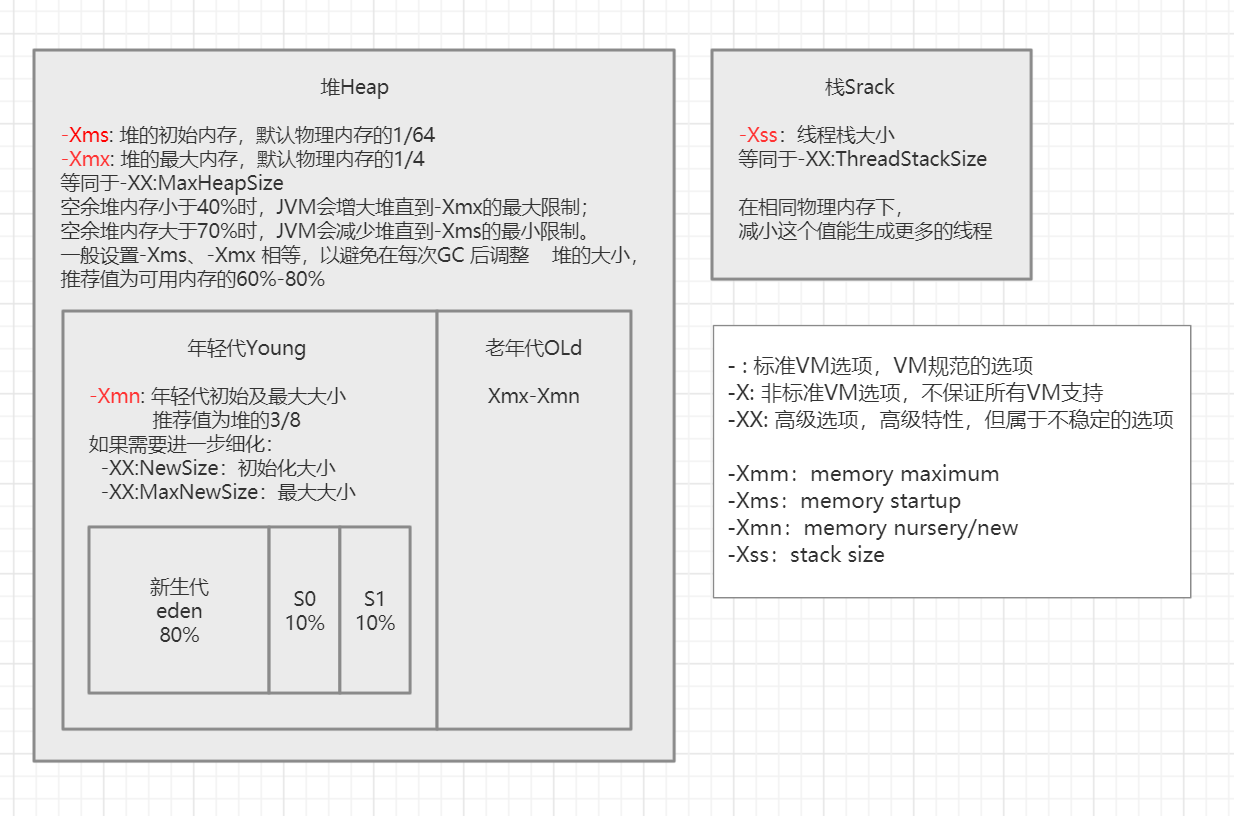 堆Heap
-Xms: 堆的初始内存，默认物理内存的1/64
-Xmx: 堆的最大内存，默认物理内存的1/4
等同于-XX:MaxHeapSize
空余堆内存小于40%时，JVM会增大堆直到-Xmx的最大限制；
空余堆内存大于70%时，JVM会减少堆直到-Xms的最小限制。
一般设置-Xms、-Xmx 相等，以避免在每次GC 后调整 堆的大小，
推荐值为可用内存的60%-80%
年轻代Young
-Xmn: 年轻代初始及最大大小
推荐值为堆的3/8
如果需要进一步细化：
-XX:NewSize：初始化大小
-XX:MaxNewSize：最大大小
新生代
eden
80%
S0
10%
S1
10%
老年代OLd
Xmx-Xmn
栈Srack
-Xss：线程栈大小
等同于-XX:ThreadStackSize
在相同物理内存下，
减小这个值能生成更多的线程
- : 标准VM选项，VM规范的选项
-X: 非标准VM选项，不保证所有VM支持
-XX: 高级选项，高级特性，但属于不稳定的选项
-Xmm：memory maximum
-Xms：memory startup
-Xmn：memory nursery/new
-Xss：stack size